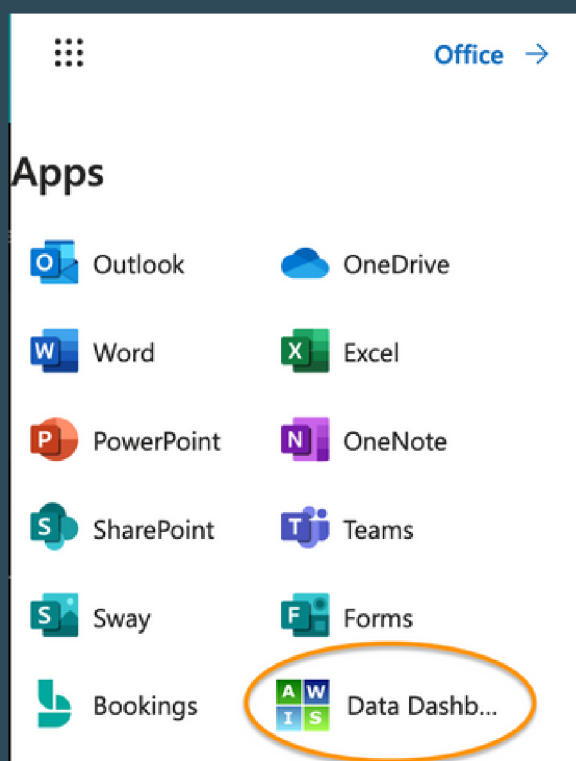 Office →
Apps
O Outlook
OneDrive
W Word
X Excel
P PowerPoint
N OneNote
S SharePoint
T Teams
S Sway
F Forms
Bookings
A W
I S
Data Dashb...